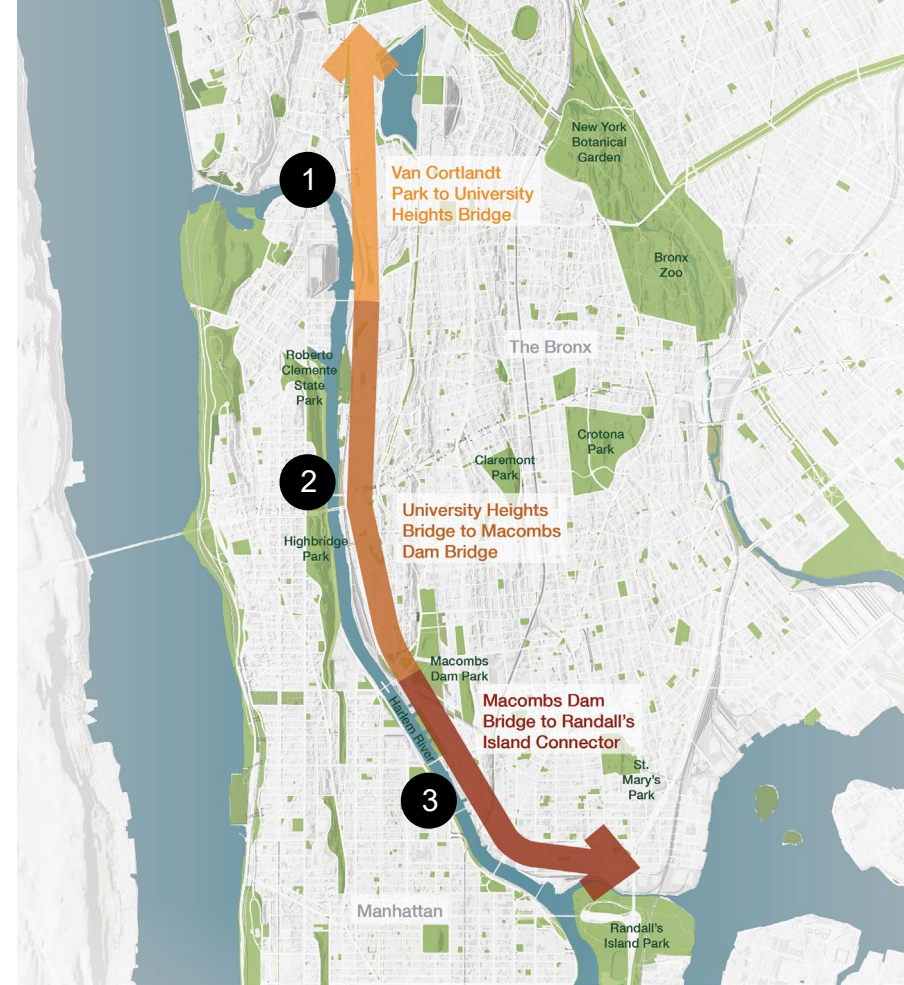 New York
Botanical
Garden
1
Van Cortlandt
Park to University
Heights Bridge
Bronx
Zoo
The Bronx
Roberto
Clemente
State
Park
Crotona
Park
Claremont
Park
2
University Heights
Bridge to Macombs
Dam Bridge
Highbridge
Park
Macombs
Dam Park
Harlem River
Macombs Dam
Bridge to Randall's
Island Connector
St.
Mary's
Park
3
Manhattan
Randall's
Island Park